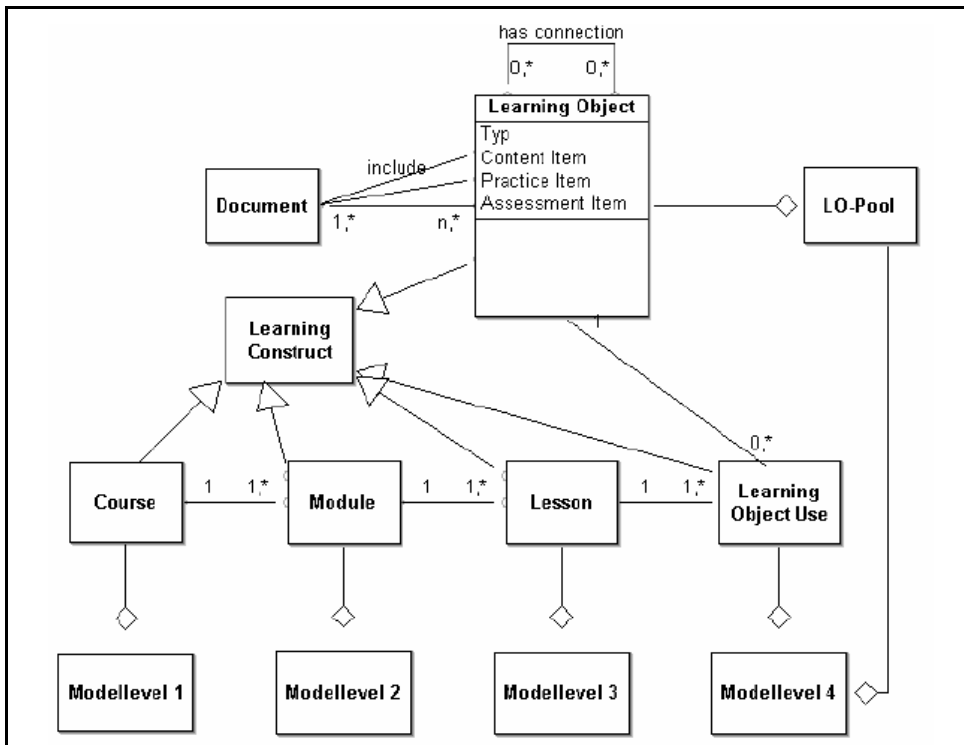 has connection
0,*
0,*
Learning Object
Typ
Content Item
Practice Item
Assessment Item
include
Document
1,*
n,*
LO-Pool
Learning
Construct
1
0,*
Course
1
1,*
Module
1
1,*
Lesson
1
1,*
Learning
Object Use
Modellevel 1
Modellevel 2
Modellevel 3
Modellevel 4